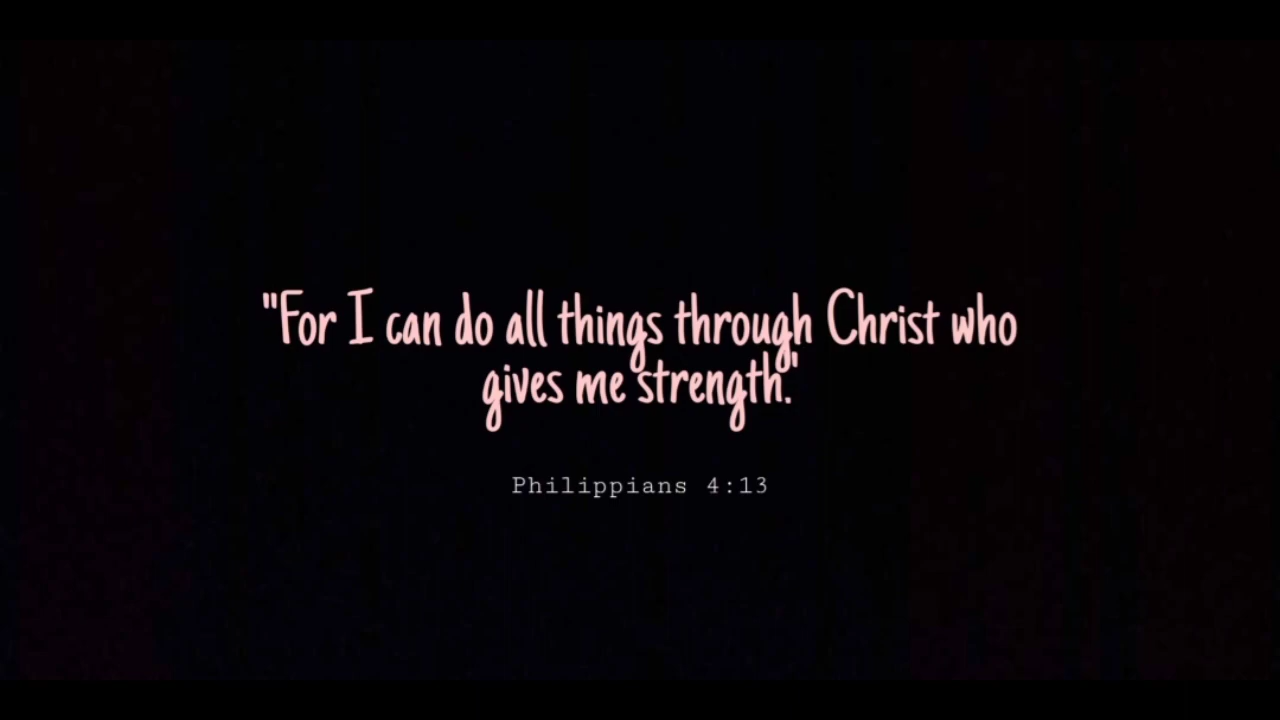 "For I can do all things through Christ who
gives me strength."
Philippians 4:13